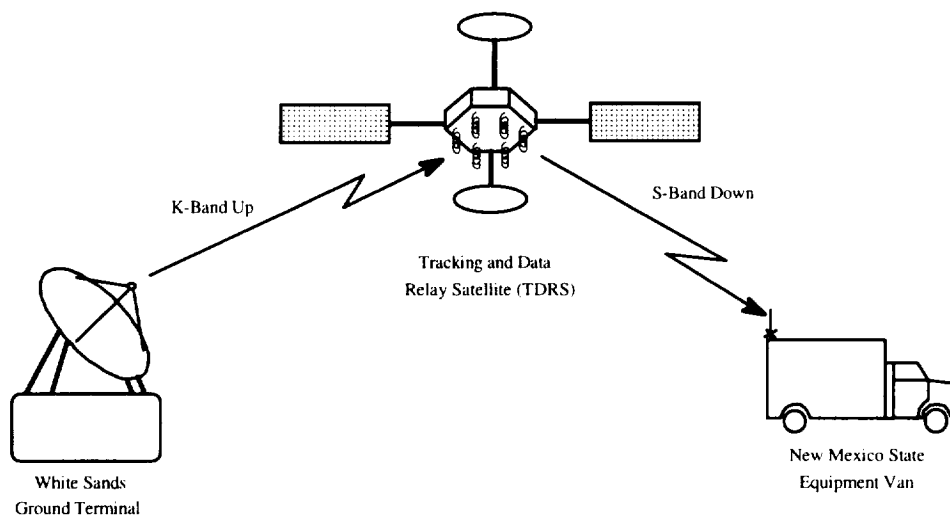 K-Band Up
S-Band Down
Tracking and Data
Relay Satellite (TDRS)
White Sands
Ground Terminal
New Mexico State
Equipment Van